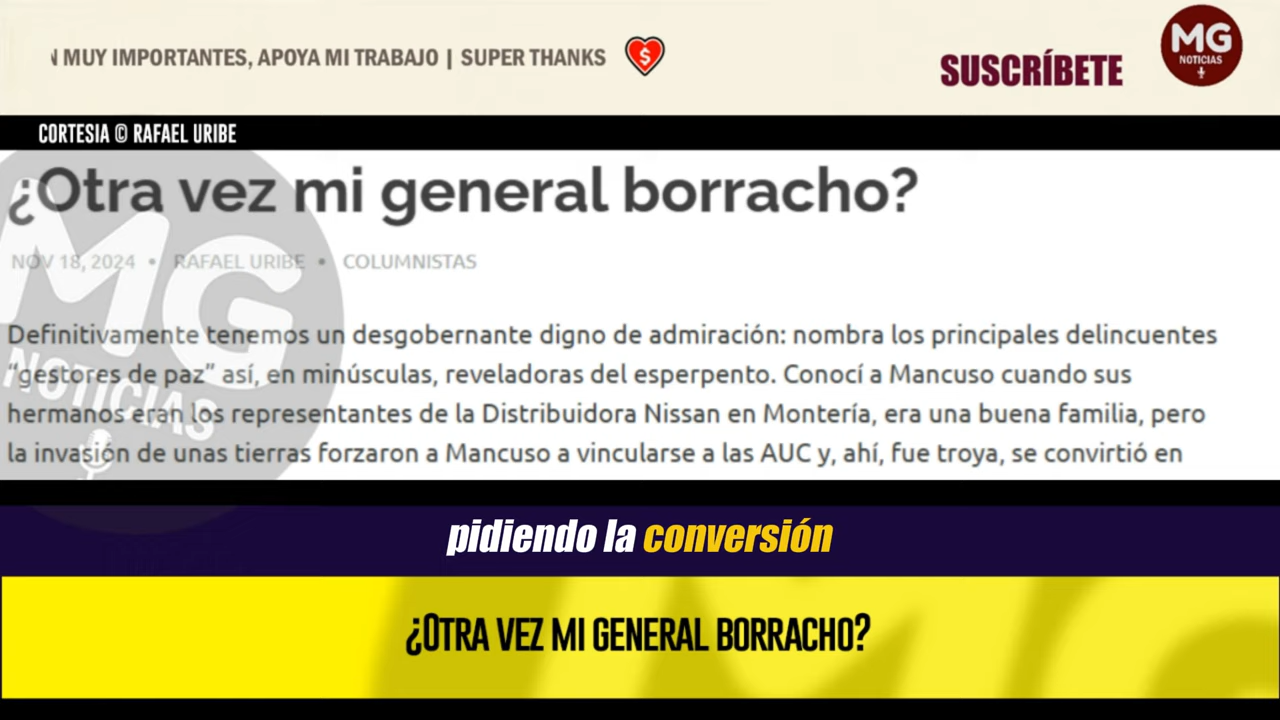 N MUY IMPORTANTES, APOYA MI TRABAJO | SUPER THANKS
SUSCRÍBETE
MG
NOTICIAS
CORTESIA © RAFAEL URIBE
¿Otra vez mi general borracho?
NOV 18, 2024 • RAFAEL URIBE • COLUMNISTAS
Definitivamente tenemos un desgobernante digno de admiración: nombra los principales delincuentes
“gestores de paz” así, en minúsculas, reveladoras del esperpento. Conocí a Mancuso cuando sus
hermanos eran los representantes de la Distribuidora Nissan en Montería, era una buena familia, pero
la invasión de unas tierras forzaron a Mancuso a vincularse a las AUC y, ahí, fue troya, se convirtió en
MG
NOTICIAS
pidiendo la conversión
¿OTRA VEZ MI GENERAL BORRACHO?